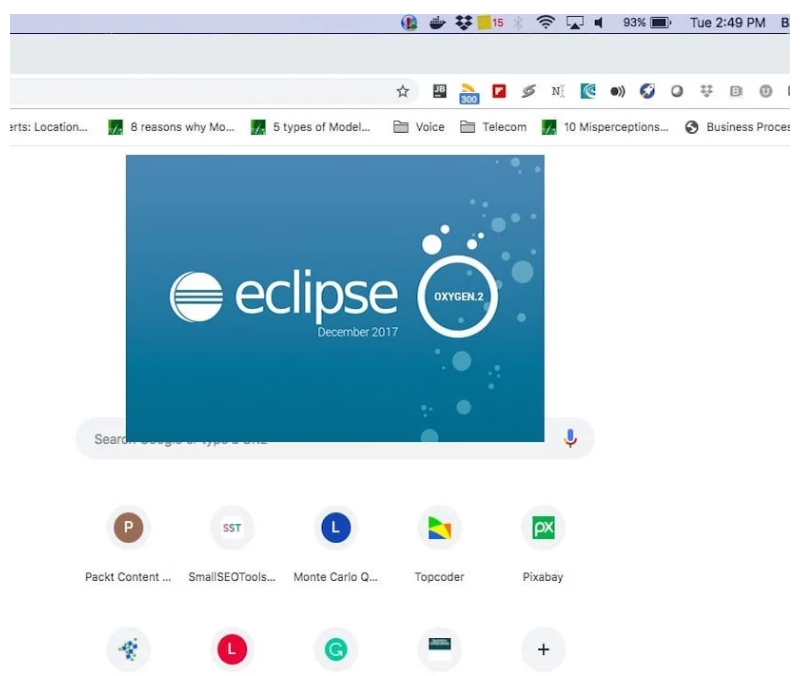 15 93% Tue 2:49 PM B
JB 300 N
erts: Location... 8 reasons why Mo... 5 types of Model... Voice Telecom 10 Misperceptions... Business Proces
eclipse OXYGEN.2
December 2017
Search Google or type a URL
P SST L px
Packt Content ... SmallSEOTools... Monte Carlo Q... Topcoder Pixabay
L G +